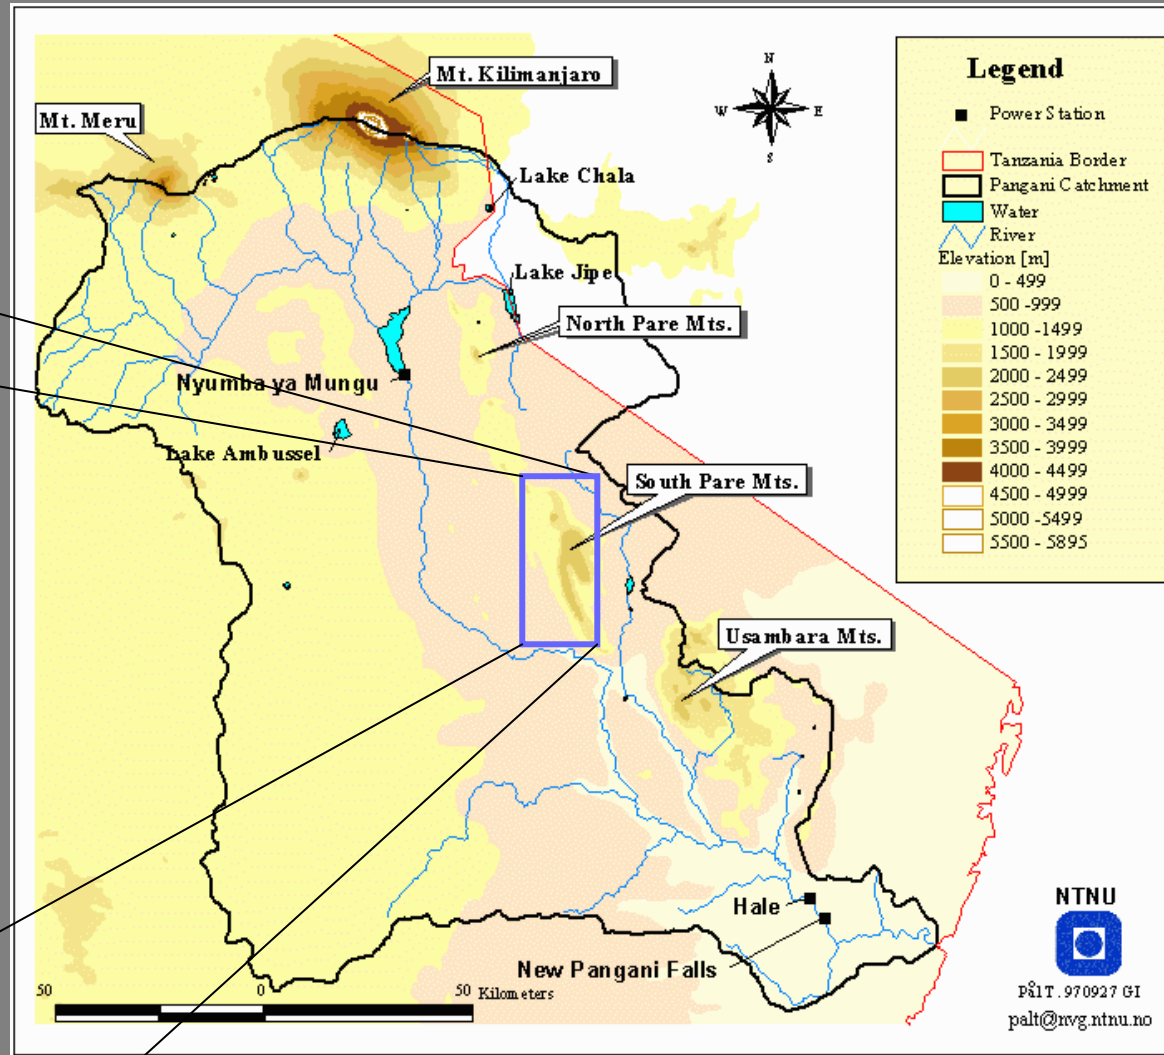 Mt. Kilimanjaro
Mt. Meru
N
W E
S
Lake Chala
Lake Jipe
North Pare Mts.
Nyumba ya Mungu
Lake Ambussel
South Pare Mts.
Usambara Mts.
Hale
New Pangani Falls
50 0 50 Kilometers
Legend
Power Station
Tanzania Border
Pangani Catchment
Water
River
Elevation [m]
0 - 499
500 -999
1000 -1499
1500 - 1999
2000 - 2499
2500 - 2999
3000 - 3499
3500 - 3999
4000 - 4499
4500 - 4999
5000 -5499
5500 - 5895
NTNU
PålT. 970927 GI
palt@nvg.ntnu.no